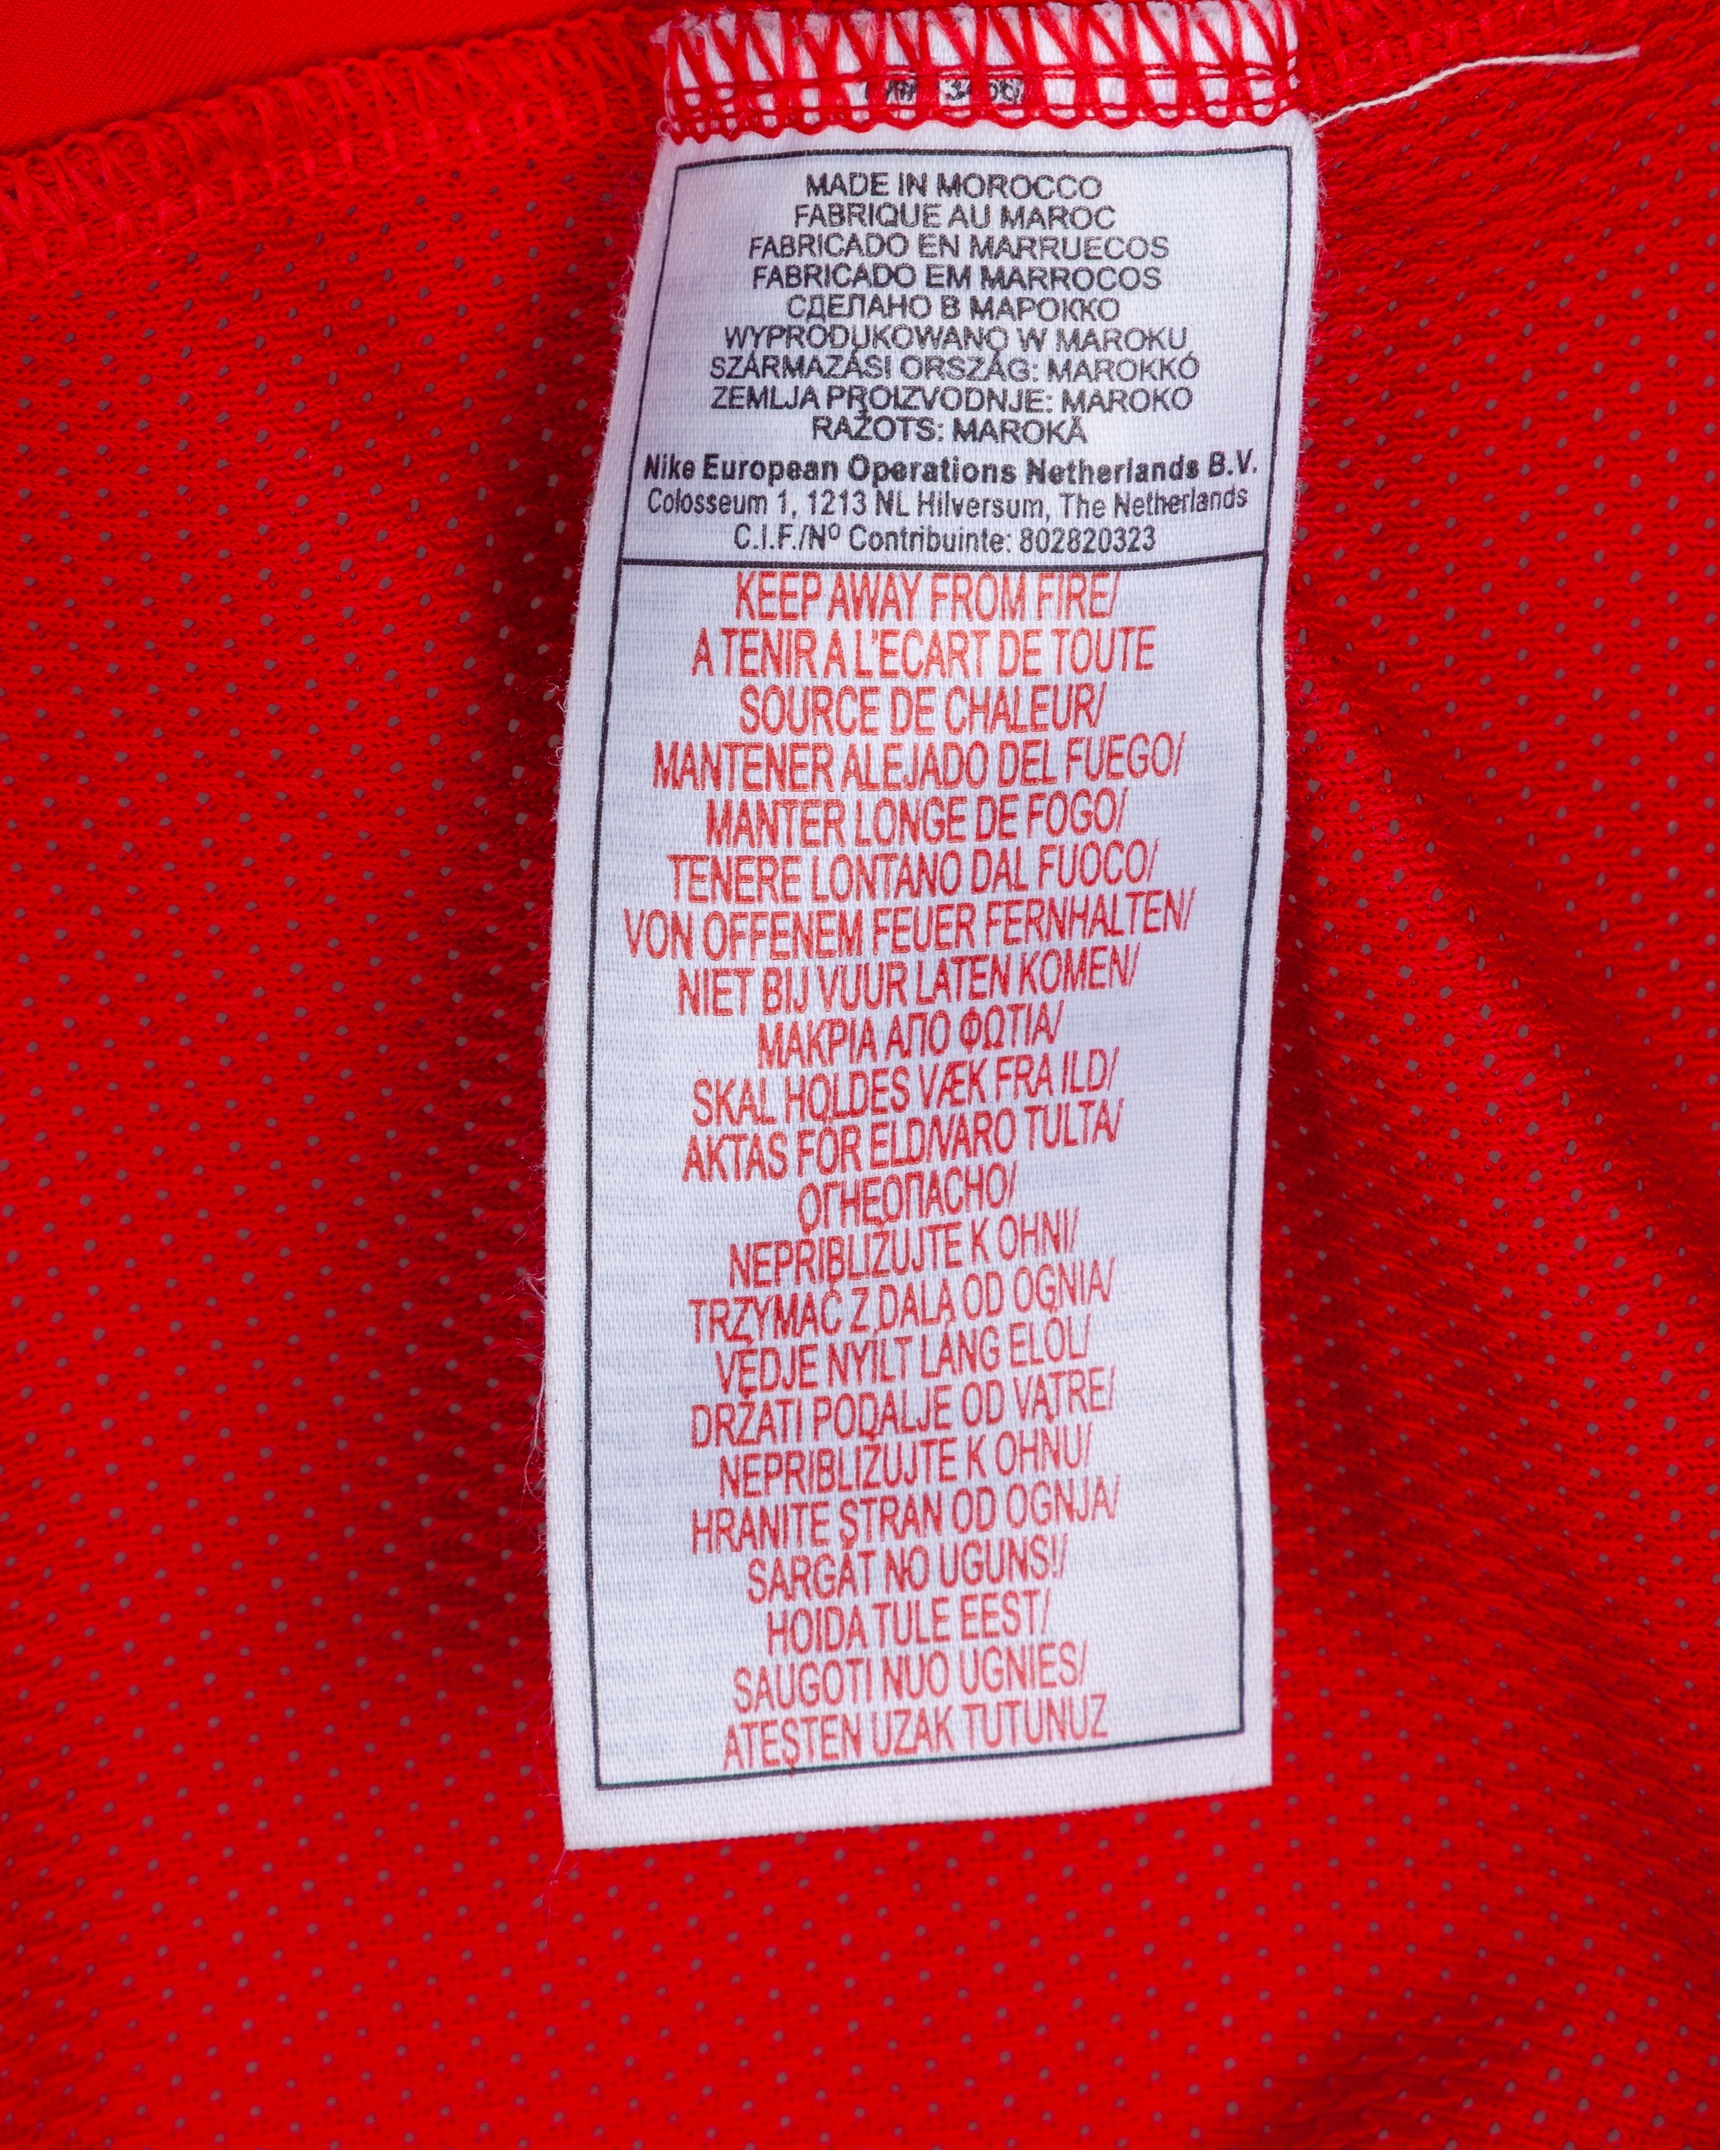 MADE IN MOROCCO
FABRIQUE AU MAROC
FABRICADO EN MARRUECOS
FABRICADO EM MARROCOS
СДЕЛАНО В МАРОККО
WYPRODUKOWANO W MAROKU
SZÁRMAZÁSI ORSZÁG: MAROKKÓ
ZEMLJA PROIZVODNJE: MAROKO
RAŽOTS: MAROKĀ
Nike European Operations Netherlands B.V.
Colosseum 1, 1213 NL Hilversum, The Netherlands
C.I.F./Nº Contribuinte: 802820323
KEEP AWAY FROM FIRE/
A TENIR A L'ECART DE TOUTE
SOURCE DE CHALEUR/
MANTENER ALEJADO DEL FUEGO/
MANTER LONGE DE FOGO/
TENERE LONTANO DAL FUOCO/
VON OFFENEM FEUER FERNHALTEN/
NIET BIJ VUUR LATEN KOMEN/
ΜΑΚΡΙΑ ΑΠΟ ΦΩΤΙΑ/
SKAL HOLDES VÆK FRA ILD/
AKTAS FÖR ELD/VARO TULTA/
ОГНЕОПАСНО/
NEPRIBLIŽUJTE K OHNI/
TRZYMAĆ Z DALA OD OGNIA/
VÉDJE NYÍLT LÁNG ELÖL/
DRŽATI PODALJE OD VATRE/
NEPRIBLIŽUJTE K OHNU/
HRANITE STRAN OD OGNJA/
SARGĀT NO UGUNS!/
HOIDA TULE EEST/
SAUGOTI NUO UGNIES/
ATEŞTEN UZAK TUTUNUZ